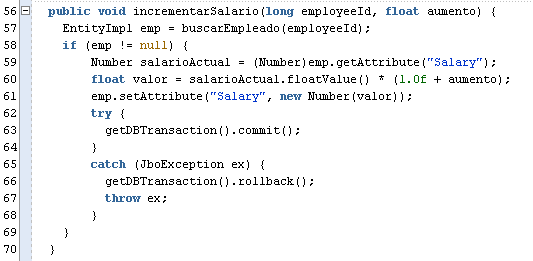 56 public void incrementarSalario(long employeeId, float aumento) {
57 EntityImpl emp = buscarEmpleado(employeeId);
58 if (emp != null) {
59 Number salarioActual = (Number)emp.getAttribute("Salary");
60 float valor = salarioActual.floatValue() * (1.0f + aumento);
61 emp.setAttribute("Salary", new Number(valor));
62 try {
63 getDBTransaction().commit();
64 }
65 catch (JboException ex) {
66 getDBTransaction().rollback();
67 throw ex;
68 }
69 }
70 }